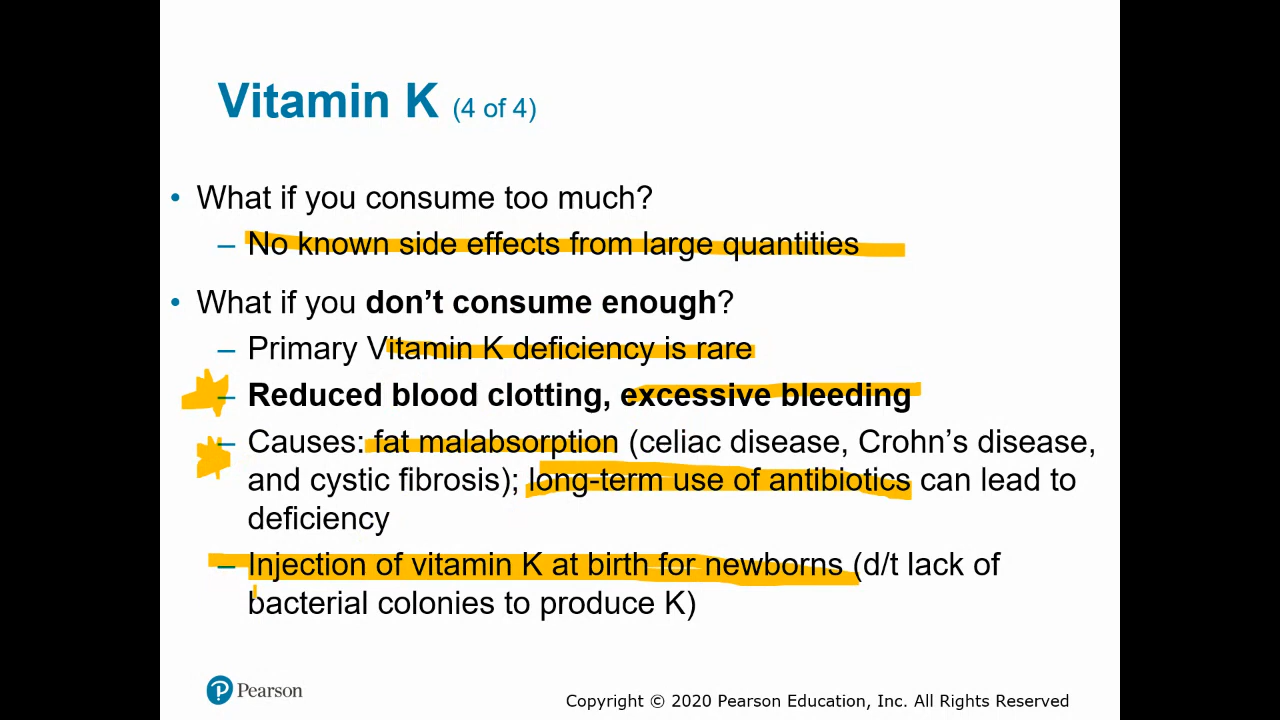 Vitamin K (4 of 4)
• What if you consume too much?
– No known side effects from large quantities
• What if you don’t consume enough?
– Primary Vitamin K deficiency is rare
– Reduced blood clotting, excessive bleeding
– Causes: fat malabsorption (celiac disease, Crohn’s disease,
and cystic fibrosis); long-term use of antibiotics can lead to
deficiency
– Injection of vitamin K at birth for newborns (d/t lack of
bacterial colonies to produce K)
Pearson
Copyright © 2020 Pearson Education, Inc. All Rights Reserved